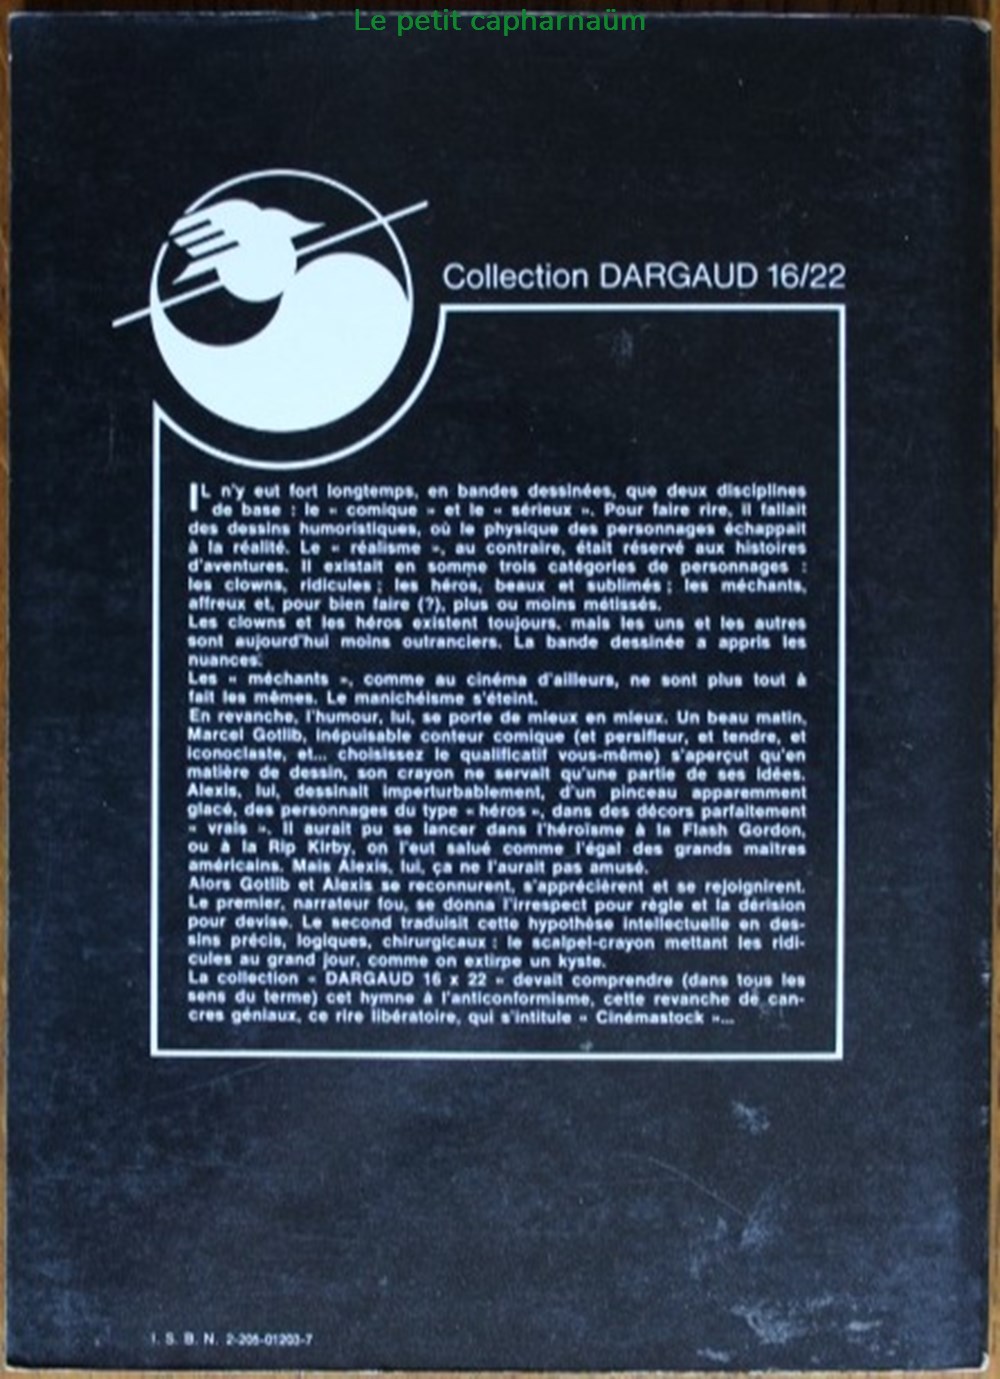 Le petit capharnaüm
Collection DARGAUD 16/22
IL n'y eut fort longtemps, en bandes dessinées, que deux disciplines
de base : le « comique » et le « sérieux ». Pour faire rire, il fallait
des dessins humoristiques, où le physique des personnages échappait
à la réalité. Le « réalisme », au contraire, était réservé aux histoires
d'aventures. Il existait en somme trois catégories de personnages :
les clowns, ridicules ; les héros, beaux et sublimés ; les méchants,
affreux et, pour bien faire (?), plus ou moins métissés.
Les clowns et les héros existent toujours, mais les uns et les autres
sont aujourd'hui moins outranciers. La bande dessinée a appris les
nuances.
Les « méchants », comme au cinéma d'ailleurs, ne sont plus tout à
fait les mêmes. Le manichéisme s'éteint.
En revanche, l'humour, lui, se porte de mieux en mieux. Un beau matin,
Marcel Gotlib, inépuisable conteur comique (et persifleur, et tendre, et
iconoclaste, et... choisissez le qualificatif vous-même) s'aperçut qu'en
matière de dessin, son crayon ne servait qu'une partie de ses idées.
Alexis, lui, dessinait imperturbablement, d'un pinceau apparemment
glacé, des personnages du type « héros », dans des décors parfaitement
« vrais ». Il aurait pu se lancer dans l'héroïsme à la Flash Gordon,
ou à la Rip Kirby, on l'eut salué comme l'égal des grands maîtres
américains. Mais Alexis, lui, ça ne l'aurait pas amusé.
Alors Gotlib et Alexis se reconnurent, s'apprécièrent et se rejoignirent.
Le premier, narrateur fou, se donna l'irrespect pour règle et la dérision
pour devise. Le second traduisit cette hypothèse intellectuelle en des-
sins précis, logiques, chirurgicaux : le scalpel-crayon mettant les ridi-
cules au grand jour, comme on extirpe un kyste.
La collection « DARGAUD 16 x 22 » devait comprendre (dans tous les
sens du terme) cet hymne à l'anticonformisme, cette revanche de can-
cres géniaux, ce rire libératoire, qui s'intitule « Cinémastock »...
I. S. B. N. 2-205-01203-7